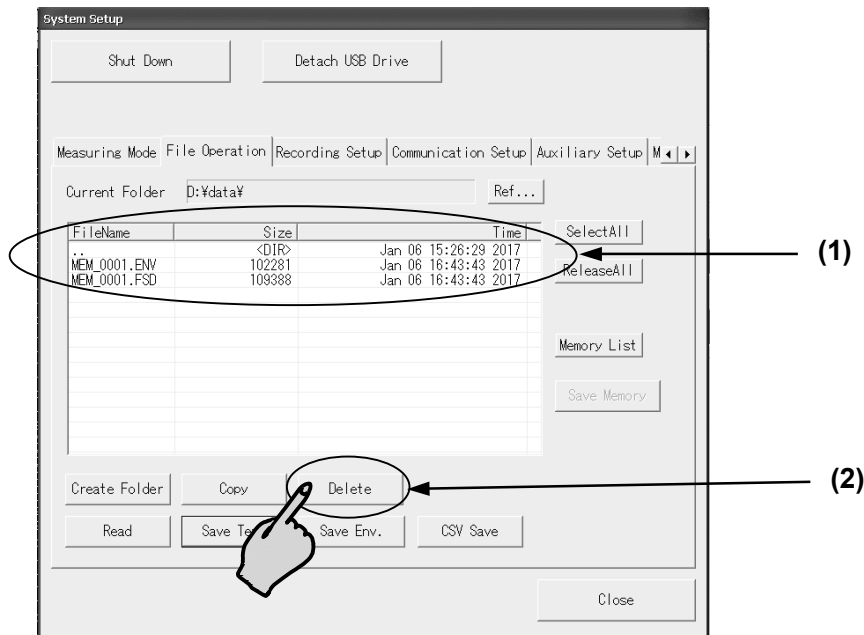 System Setup
Shut Down Detach USB Drive
Measuring Mode File Operation Recording Setup Communication Setup Auxiliary Setup M
Current Folder D:¥data¥ Ref...
FileName Size Time SelectAll
.. <DIR> Jan 06 15:26:29 2017 (1)
MEM_0001.ENV 102281 Jan 06 16:43:43 2017 ReleaseAll
MEM_0001.FSD 109388 Jan 06 16:43:43 2017
Memory List
Save Memory
Create Folder Copy Delete (2)
Read Save Save Env. CSV Save
Close